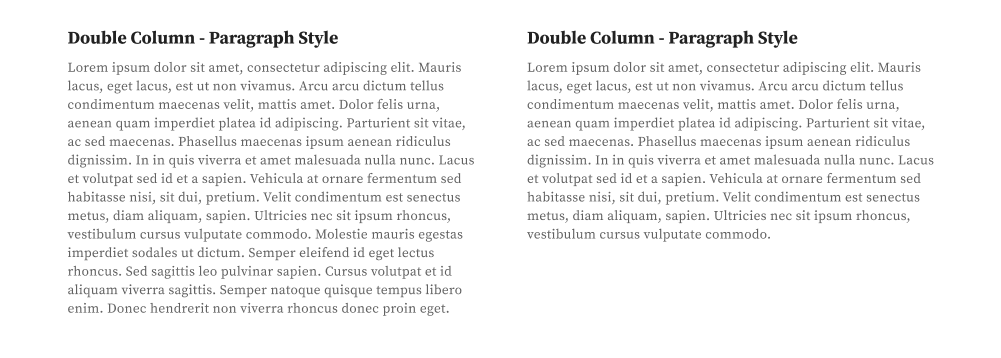 Double Column - Paragraph Style
Lorem ipsum dolor sit amet, consectetur adipiscing elit. Mauris
lacus, eget lacus, est ut non vivamus. Arcu arcu dictum tellus
condimentum maecenas velit, mattis amet. Dolor felis urna,
aenean quam imperdiet platea id adipiscing. Parturient sit vitae,
ac sed maecenas. Phasellus maecenas ipsum aenean ridiculus
dignissim. In in quis viverra et amet malesuada nulla nunc. Lacus
et volutpat sed id et a sapien. Vehicula at ornare fermentum sed
habitasse nisi, sit dui, pretium. Velit condimentum est senectus
metus, diam aliquam, sapien. Ultricies nec sit ipsum rhoncus,
vestibulum cursus vulputate commodo. Molestie mauris egestas
imperdiet sodales ut dictum. Semper eleifend id eget lectus
rhoncus. Sed sagittis leo pulvinar sapien. Cursus volutpat et id
aliquam viverra sagittis. Semper natoque quisque tempus libero
enim. Donec hendrerit non viverra rhoncus donec proin eget.
Double Column - Paragraph Style
Lorem ipsum dolor sit amet, consectetur adipiscing elit. Mauris
lacus, eget lacus, est ut non vivamus. Arcu arcu dictum tellus
condimentum maecenas velit, mattis amet. Dolor felis urna,
aenean quam imperdiet platea id adipiscing. Parturient sit vitae,
ac sed maecenas. Phasellus maecenas ipsum aenean ridiculus
dignissim. In in quis viverra et amet malesuada nulla nunc. Lacus
et volutpat sed id et a sapien. Vehicula at ornare fermentum sed
habitasse nisi, sit dui, pretium. Velit condimentum est senectus
metus, diam aliquam, sapien. Ultricies nec sit ipsum rhoncus,
vestibulum cursus vulputate commodo.